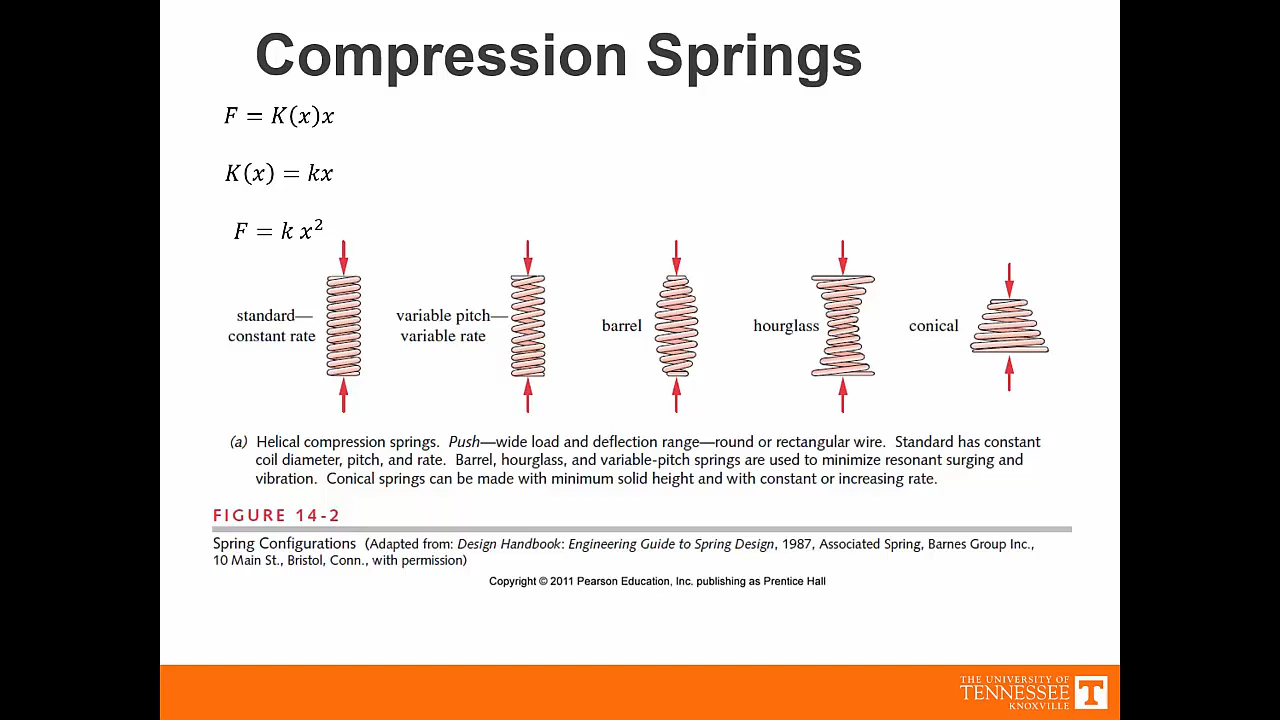 Compression Springs
F = K(x)x
K(x) = kx
F = k x²
standard—
constant rate
variable pitch—
variable rate
barrel
hourglass
conical
(a) Helical compression springs. Push—wide load and deflection range—round or rectangular wire. Standard has constant
coil diameter, pitch, and rate. Barrel, hourglass, and variable-pitch springs are used to minimize resonant surging and
vibration. Conical springs can be made with minimum solid height and with constant or increasing rate.
FIGURE 14-2
Spring Configurations (Adapted from: Design Handbook: Engineering Guide to Spring Design, 1987, Associated Spring, Barnes Group Inc.,
10 Main St., Bristol, Conn., with permission)
Copyright © 2011 Pearson Education, Inc. publishing as Prentice Hall
THE UNIVERSITY OF
TENNESSEE T
KNOXVILLE